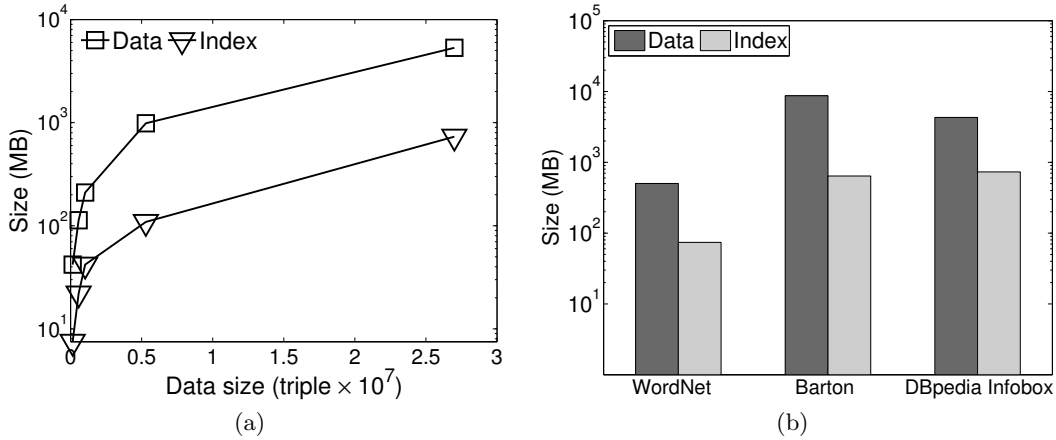 10^4
Data Index
10^3
10^2
10^1
Size (MB)
0 0.5 1 1.5 2 2.5 3
Data size (triple × 10^7)
(a)
10^5
Data Index
10^4
10^3
10^2
10^1
Size (MB)
WordNet Barton DBpedia Infobox
(b)